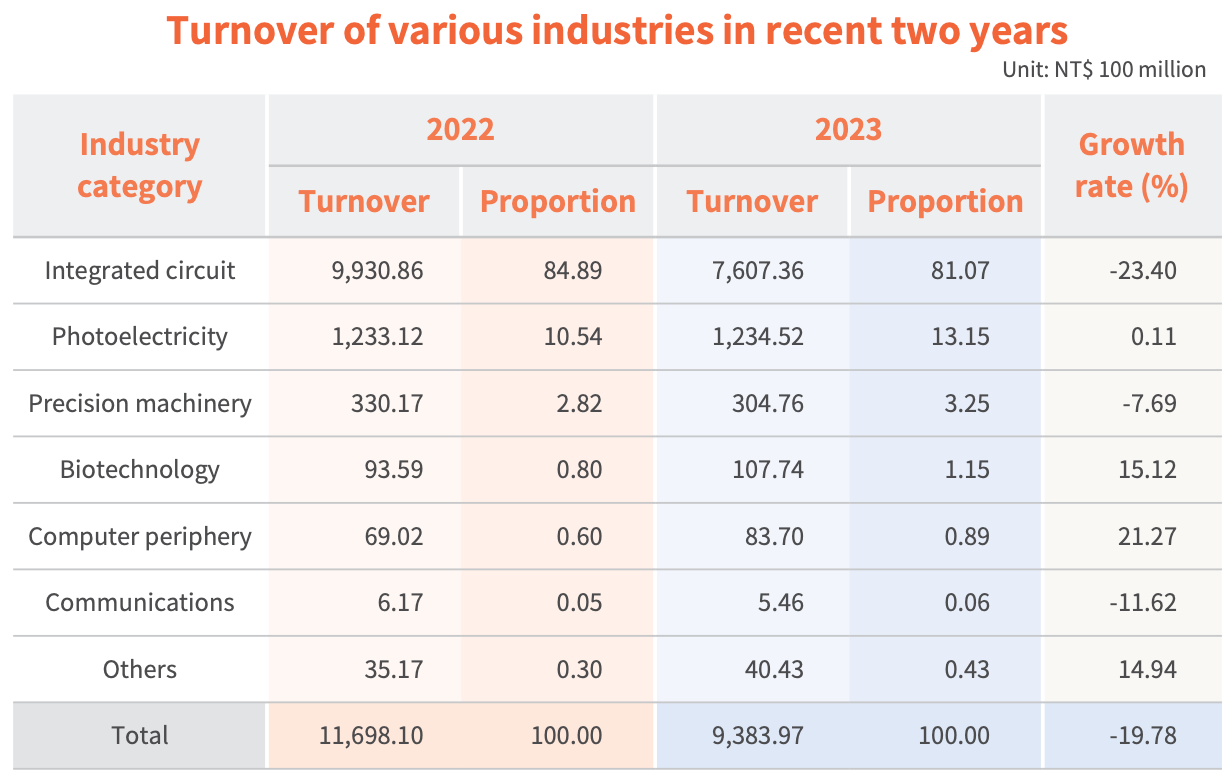 Turnover of various industries in recent two years
Unit: NT$ 100 million
Industry category 2022 2023 Growth rate (%)
Turnover Proportion Turnover Proportion
Integrated circuit 9,930.86 84.89 7,607.36 81.07 -23.40
Photoelectricity 1,233.12 10.54 1,234.52 13.15 0.11
Precision machinery 330.17 2.82 304.76 3.25 -7.69
Biotechnology 93.59 0.80 107.74 1.15 15.12
Computer periphery 69.02 0.60 83.70 0.89 21.27
Communications 6.17 0.05 5.46 0.06 -11.62
Others 35.17 0.30 40.43 0.43 14.94
Total 11,698.10 100.00 9,383.97 100.00 -19.78